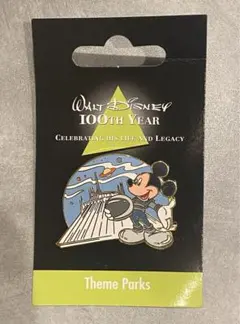 WALT DISNEY
100TH YEAR
CELEBRATING HIS LIFE AND LEGACY
Theme Parks